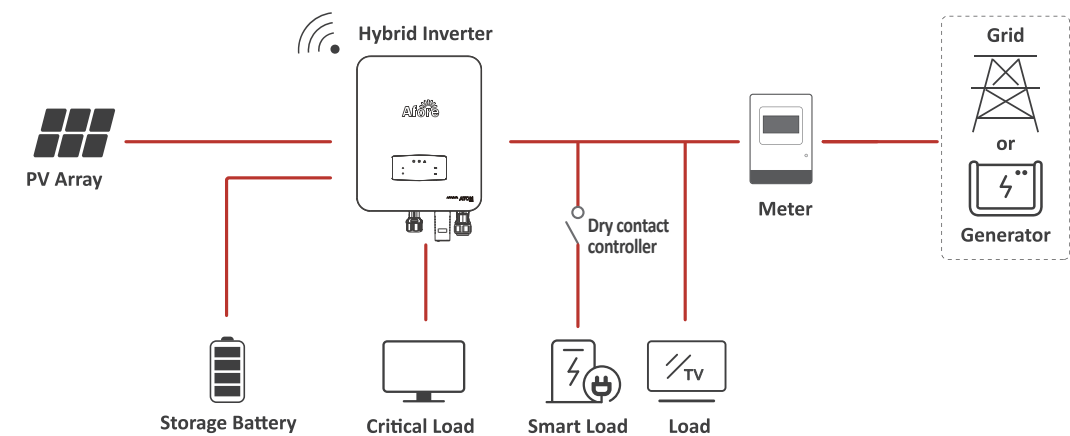 Hybrid Inverter
Grid
Afore
PV Array
or
Meter
Dry contact
controller
Generator
TV
Storage Battery
Critical Load
Smart Load
Load